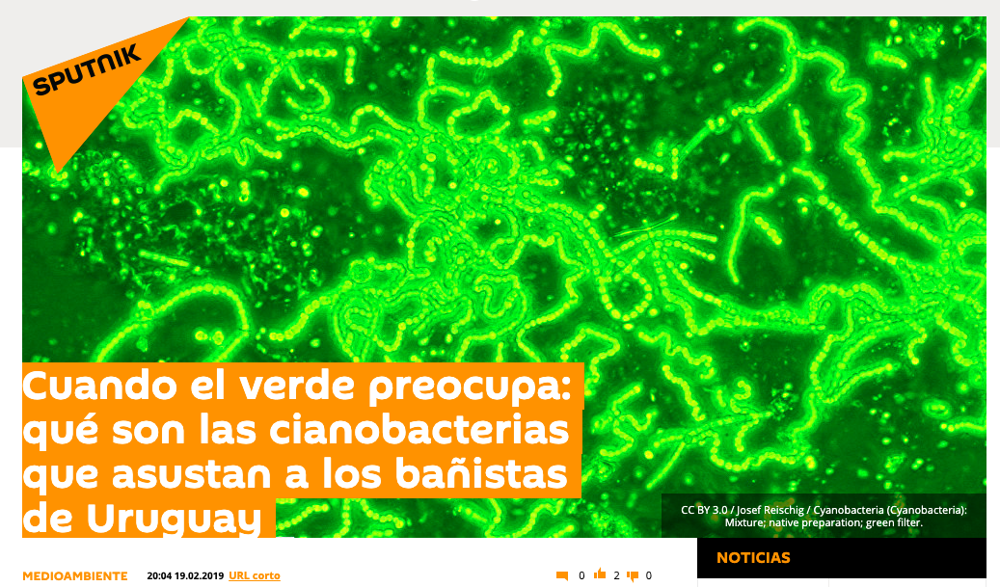 SPUTNIK
Cuando el verde preocupa:
qué son las cianobacterias
que asustan a los bañistas
de Uruguay
CC BY 3.0 / Josef Reischig / Cyanobacteria (Cyanobacteria):
Mixture; native preparation; green filter.
MEDIOAMBIENTE 20:04 19.02.2019 URL corto 0 2 0
NOTICIAS